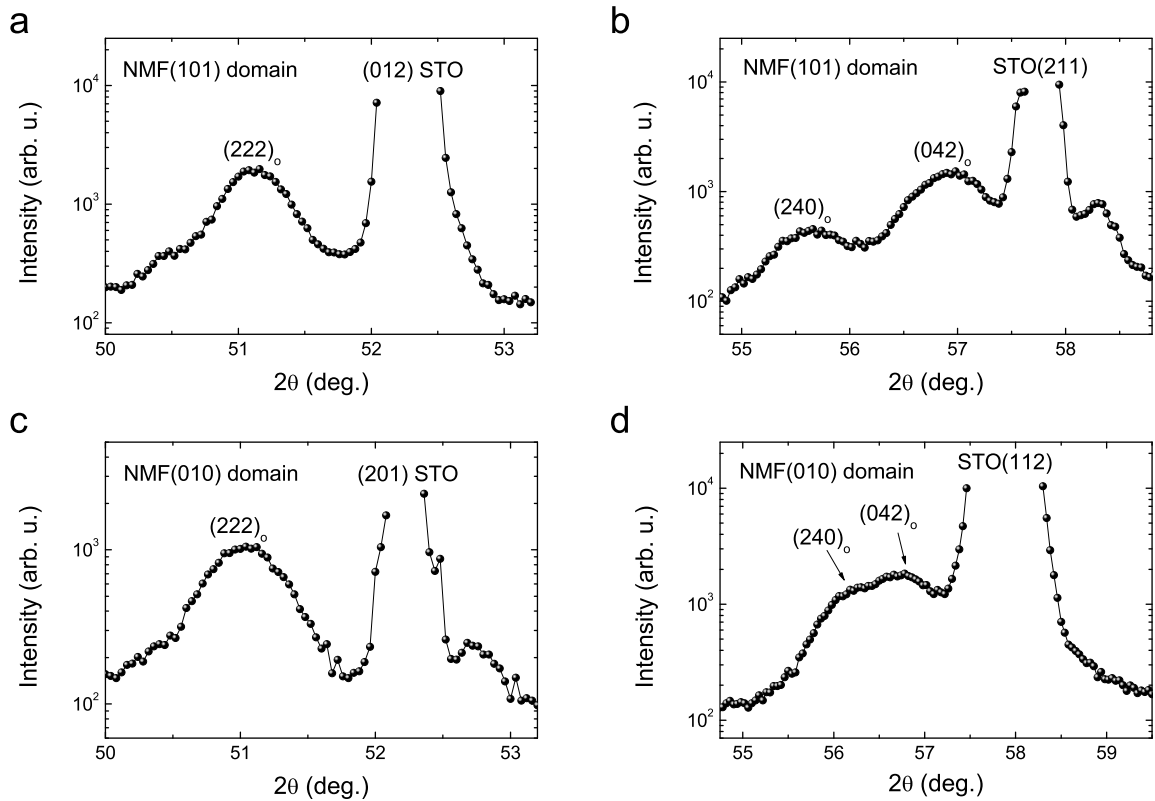 a
NMF(101) domain
(012) STO
(222)o
10^4
10^3
10^2
Intensity (arb. u.)
50 51 52 53
2θ (deg.)
b
NMF(101) domain
STO(211)
(042)o
(240)o
10^4
10^3
10^2
Intensity (arb. u.)
55 56 57 58
2θ (deg.)
c
NMF(010) domain
(201) STO
(222)o
10^3
10^2
Intensity (arb. u.)
50 51 52 53
2θ (deg.)
d
NMF(010) domain
STO(112)
(042)o
(240)o
10^4
10^3
10^2
Intensity (arb. u.)
55 56 57 58 59
2θ (deg.)